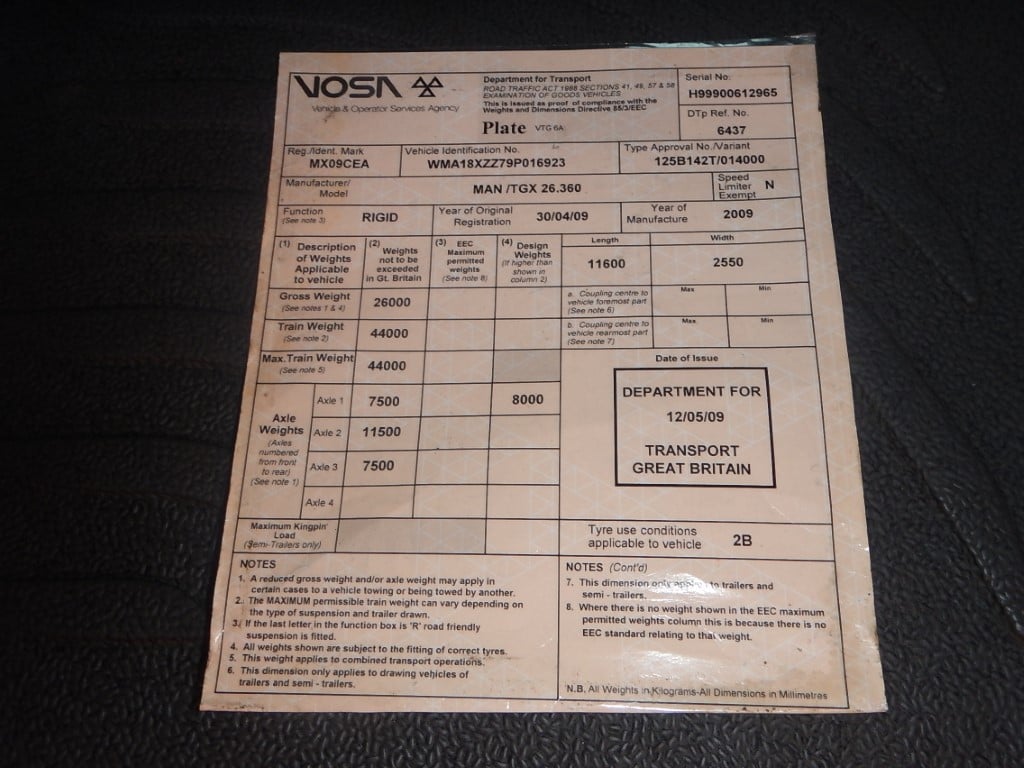 VOSA
Vehicle & Operator Services Agency
Department for Transport
ROAD TRAFFIC ACT 1988 SECTIONS 41, 49, 57 & 58
EXAMINATION OF GOODS VEHICLES
This is issued as proof of compliance with the
Weights and Dimensions Directive 85/3/EEC
Plate VTG 6A
Serial No:
H99900612965
DTp Ref. No.
6437
Reg./Ident. Mark
MX09CEA
Vehicle Identification No.
WMA18XZZ79P016923
Type Approval No./Variant
125B142T/014000
Manufacturer/
Model
MAN /TGX 26.360
Speed
Limiter
Exempt
N
Function
(See note 3)
RIGID
Year of Original
Registration
30/04/09
Year of
Manufacture
2009
(1) Description
of Weights
Applicable
to vehicle
(2) Weights
not to be
exceeded
in Gt. Britain
(3) EEC
Maximum
permitted
weights
(See note 8)
(4) Design
Weights
(If higher than
shown in
column 2)
Length
11600
Width
2550
Gross Weight
(See notes 1 & 4)
26000
a. Coupling centre to
vehicle foremost part
(See note 6)
Max
Min
Train Weight
(See note 2)
44000
b. Coupling centre to
vehicle rearmost part
(See note 7)
Max
Min
Max.Train Weight
(See note 5)
44000
Date of Issue
DEPARTMENT FOR
12/05/09
TRANSPORT
GREAT BRITAIN
Axle
Weights
(Axles
numbered
from front
to rear)
(See note 1)
Axle 1
7500
8000
Axle 2
11500
Axle 3
7500
Axle 4
Maximum Kingpin
Load
(Semi-Trailers only)
Tyre use conditions
applicable to vehicle
2B
NOTES
1. A reduced gross weight and/or axle weight may apply in
certain cases to a vehicle towing or being towed by another.
2. The MAXIMUM permissible train weight can vary depending on
the type of suspension and trailer drawn.
3. If the last letter in the function box is 'R' road friendly
suspension is fitted.
4. All weights shown are subject to the fitting of correct tyres.
5. This weight applies to combined transport operations.
6. This dimension only applies to drawing vehicles of
trailers and semi - trailers.
NOTES (Cont'd)
7. This dimension only applies to trailers and
semi - trailers.
8. Where there is no weight shown in the EEC maximum
permitted weights column this is because there is no
EEC standard relating to that weight.
N.B. All Weights in Kilograms-All Dimensions in Millimetres